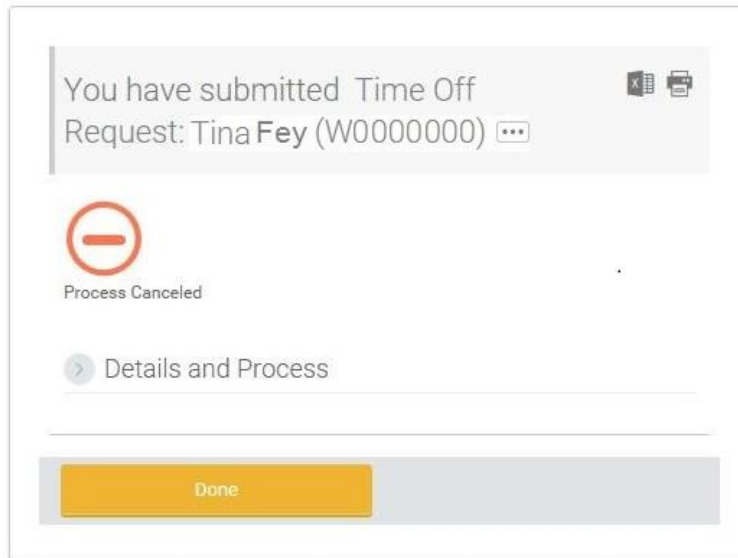 You have submitted Time Off
Request: Tina Fey (W0000000)
Process Canceled
Details and Process
Done